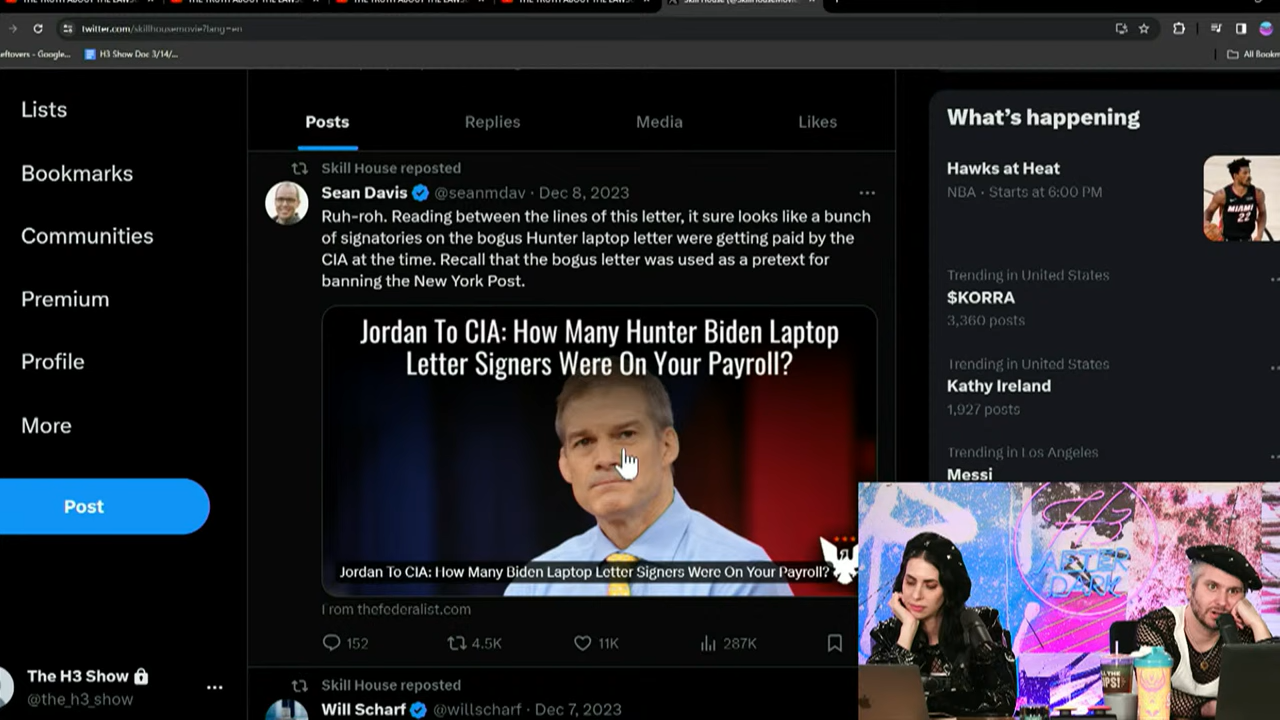 twitter.com/skillhousemovie?lang=en
eftovers - Google...
H3 Show Doc 3/14/...
All Bookm
Lists
Bookmarks
Communities
Premium
Profile
More
Post
The H3 Show
@the_h3_show
Posts
Replies
Media
Likes
Skill House reposted
Sean Davis @seanmdav · Dec 8, 2023
Ruh-roh. Reading between the lines of this letter, it sure looks like a bunch
of signatories on the bogus Hunter laptop letter were getting paid by the
CIA at the time. Recall that the bogus letter was used as a pretext for
banning the New York Post.
Jordan To CIA: How Many Hunter Biden Laptop
Letter Signers Were On Your Payroll?
Jordan To CIA: How Many Biden Laptop Letter Signers Were On Your Payroll?
From thefederalist.com
152
4.5K
11K
287K
Skill House reposted
Will Scharf @willscharf · Dec 7, 2023
What's happening
Hawks at Heat
NBA · Starts at 6:00 PM
MIAMI
22
Trending in United States
$KORRA
3,360 posts
Trending in United States
Kathy Ireland
1,927 posts
Trending in Los Angeles
Messi
H3
AFTER
DARK